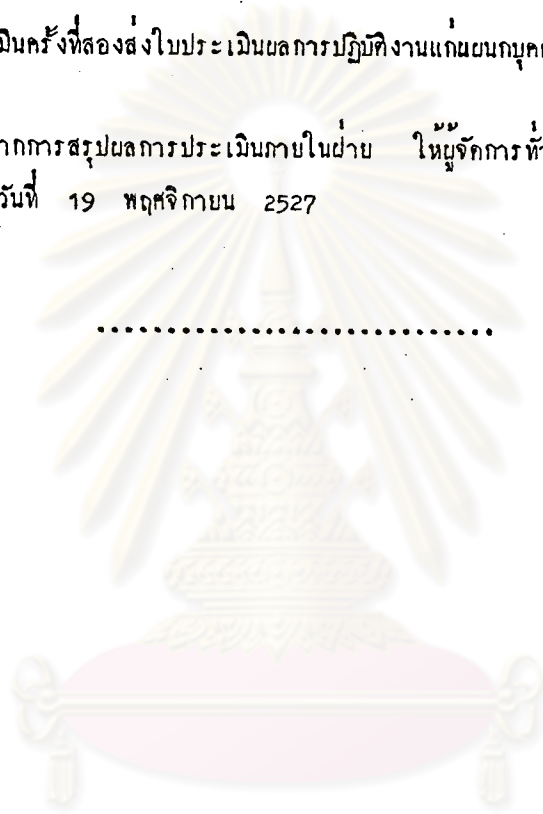 มินครั้งที่สองส่งใบประเมินผลการปฏิบัติงานแก่แผนกบุคค
ากการสรุปผลการประเมินภายในฝ่าย ให้ผู้จัดการทั่
วันที่ 19 พฤศจิกายน 2527